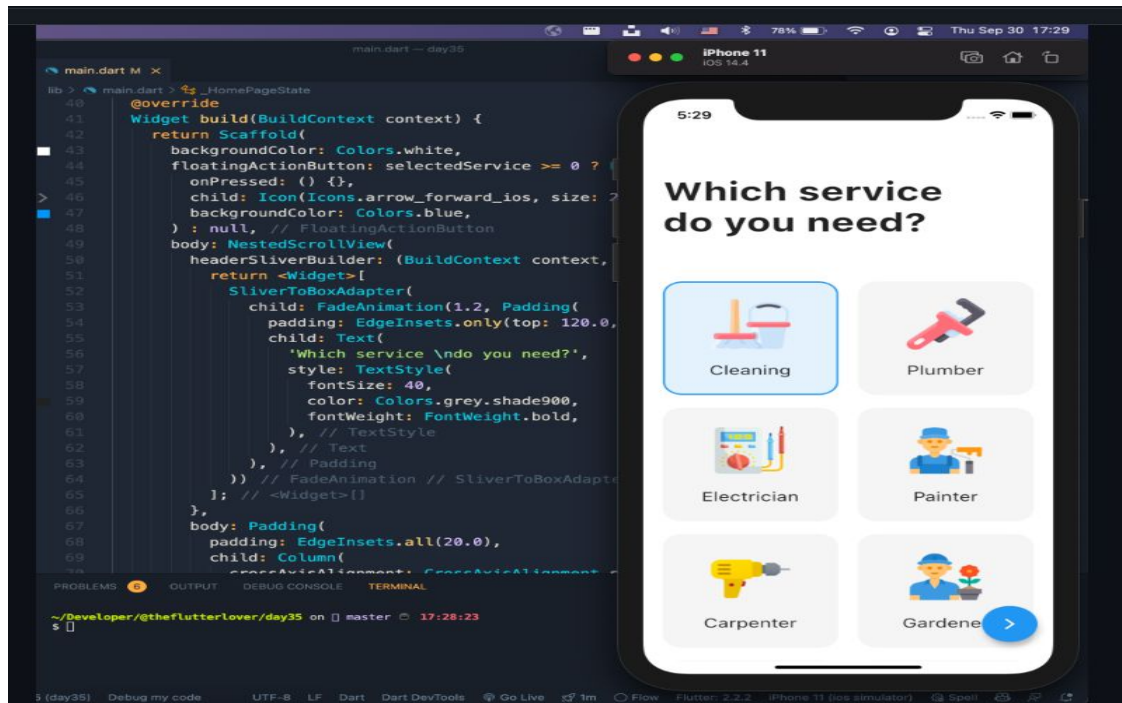 78% Thu Sep 30 17:29
main.dart — day35
main.dart M ×
lib > main.dart > _HomePageState
40 @override
41 Widget build(BuildContext context) {
42 return Scaffold(
43 backgroundColor: Colors.white,
44 floatingActionButton: selectedService >= 0 ?
45 onPressed: () {},
46 child: Icon(Icons.arrow_forward_ios, size: 2
47 backgroundColor: Colors.blue,
48 ) : null, // FloatingActionButton
49 body: NestedScrollView(
50 headerSliverBuilder: (BuildContext context,
51 return <Widget>[
52 SliverToBoxAdapter(
53 child: FadeAnimation(1.2, Padding(
54 padding: EdgeInsets.only(top: 120.0,
55 child: Text(
56 'Which service \ndo you need?',
57 style: TextStyle(
58 fontSize: 40,
59 color: Colors.grey.shade900,
60 fontWeight: FontWeight.bold,
61 ), // TextStyle
62 ), // Text
63 ), // Padding
64 )) // FadeAnimation // SliverToBoxAdapte
65 ]; // <Widget>[]
66 },
67 body: Padding(
68 padding: EdgeInsets.all(20.0),
69 child: Column(
crossAxisAlignment: CrossAxisAlignment
PROBLEMS 6 OUTPUT DEBUG CONSOLE TERMINAL
~/Developer/@theflutterlover/day35 on master 17:28:23
$
(day35) Debug my code UTF-8 LF Dart Dart DevTools Go Live 1m Flow Flutter: 2.2.2 iPhone 11 (ios simulator) Spell
iPhone 11
iOS 14.4
5:29
Which service
do you need?
Cleaning Plumber
Electrician Painter
Carpenter Gardene